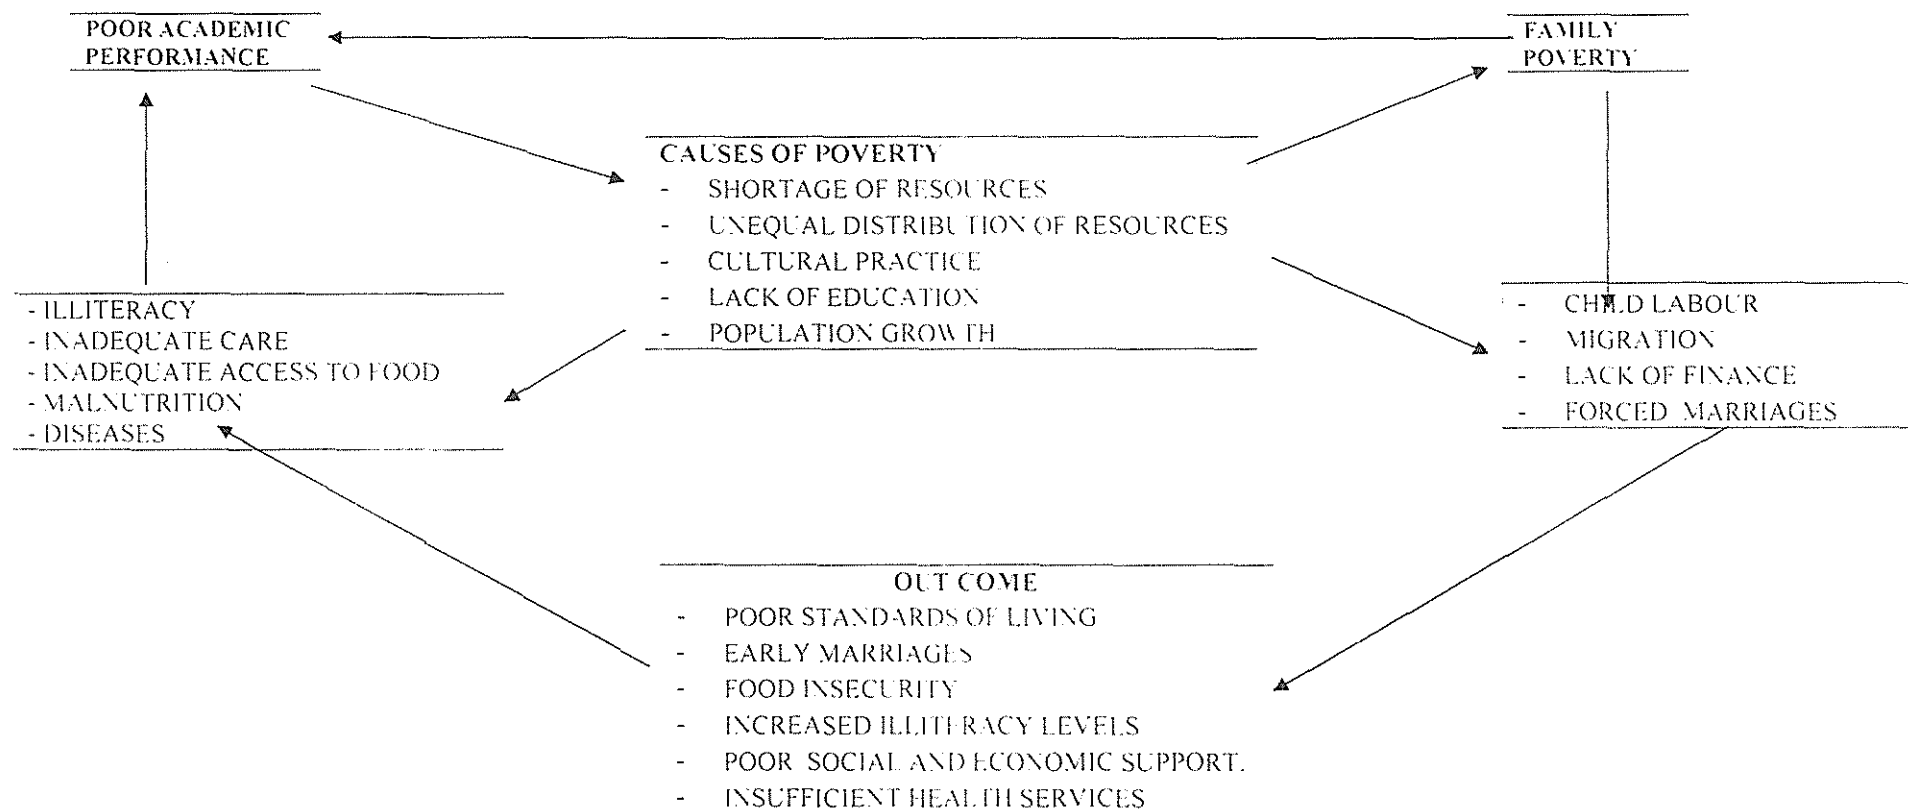 POOR ACADEMIC
PERFORMANCE
FAMILY
POVERTY
CAUSES OF POVERTY
- SHORTAGE OF RESOURCES
- UNEQUAL DISTRIBUTION OF RESOURCES
- CULTURAL PRACTICE
- LACK OF EDUCATION
- POPULATION GROWTH
- ILLITERACY
- INADEQUATE CARE
- INADEQUATE ACCESS TO FOOD
- MALNUTRITION
- DISEASES
- CHILD LABOUR
- MIGRATION
- LACK OF FINANCE
- FORCED MARRIAGES
OUT COME
- POOR STANDARDS OF LIVING
- EARLY MARRIAGES
- FOOD INSECURITY
- INCREASED ILLITERACY LEVELS
- POOR SOCIAL AND ECONOMIC SUPPORT.
- INSUFFICIENT HEALTH SERVICES